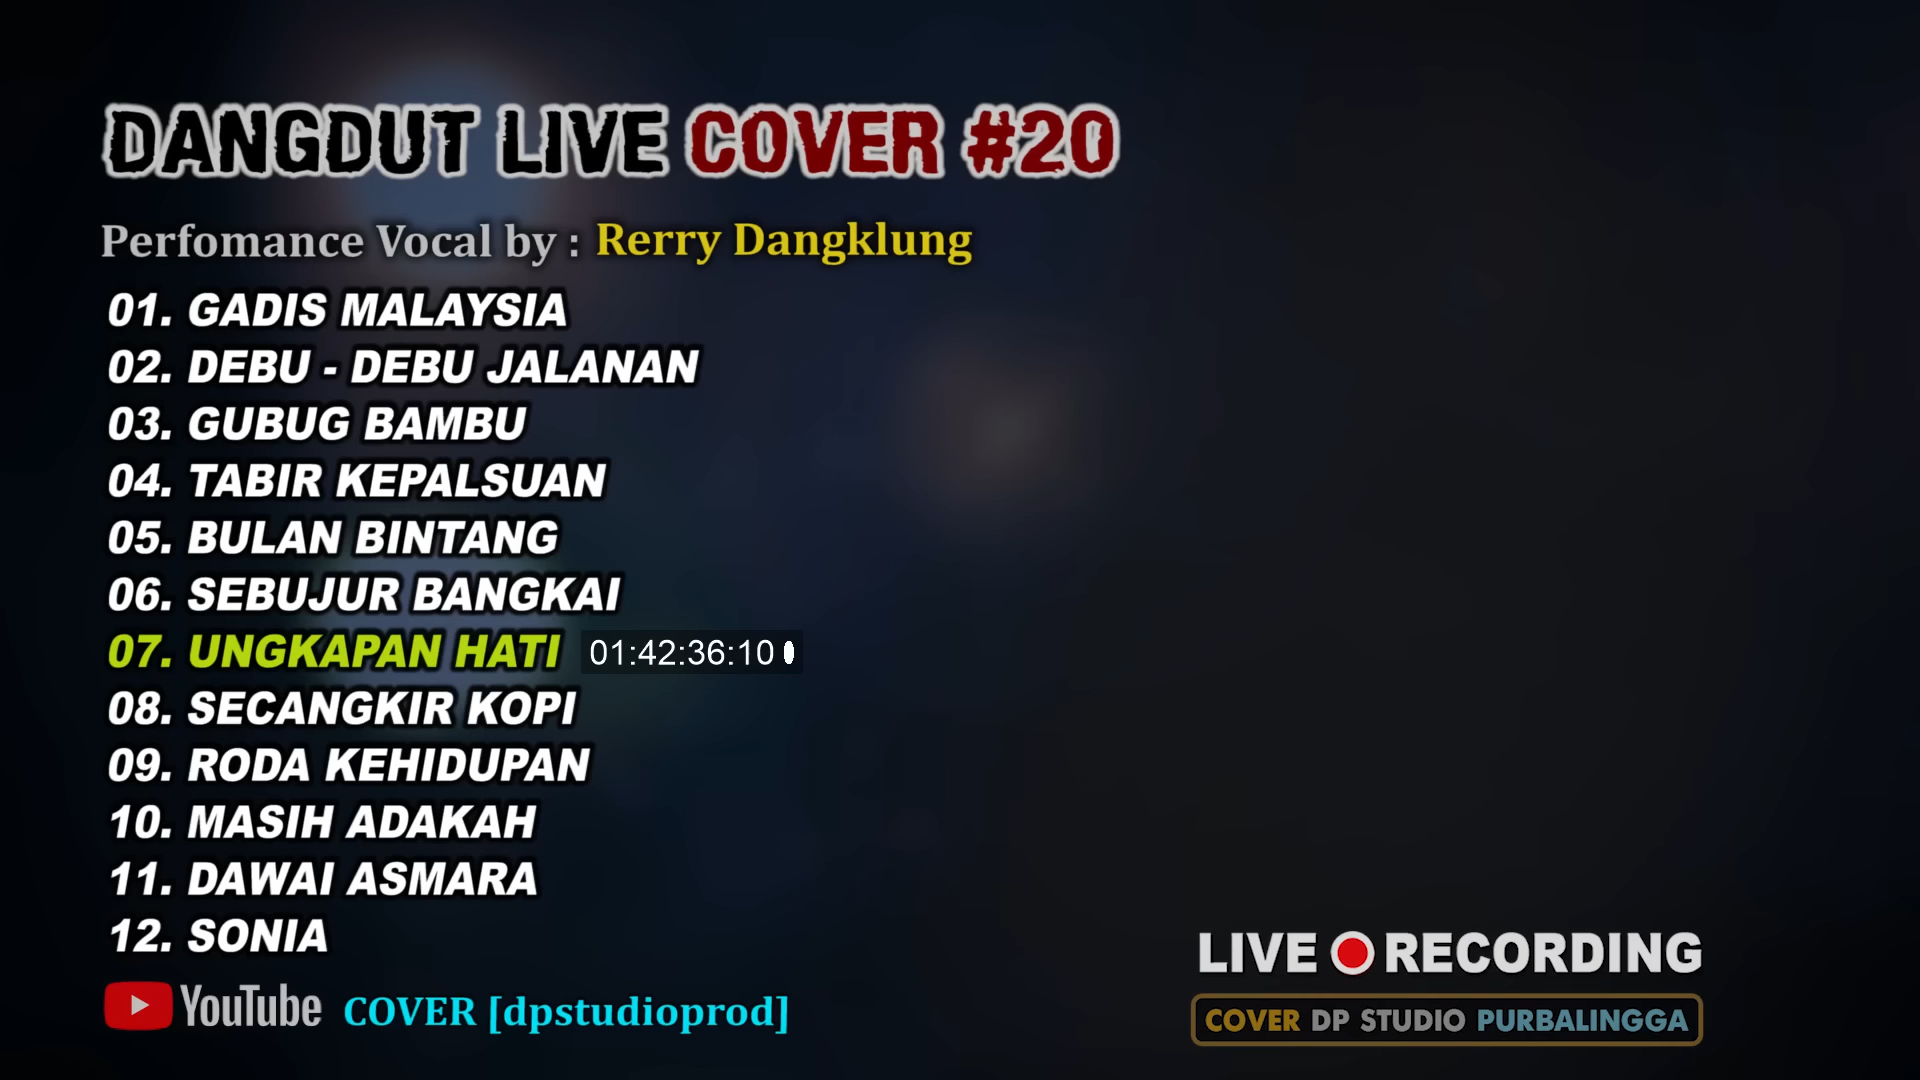 DANGDUT LIVE COVER #20
Perfomance Vocal by : Rerry Dangklung
01. GADIS MALAYSIA
02. DEBU - DEBU JALANAN
03. GUBUG BAMBU
04. TABIR KEPALSUAN
05. BULAN BINTANG
06. SEBUJUR BANGKAI
07. UNGKAPAN HATI 01:42:36:10
08. SECANGKIR KOPI
09. RODA KEHIDUPAN
10. MASIH ADAKAH
11. DAWAI ASMARA
12. SONIA
YouTube COVER [dpstudioprod]
LIVE RECORDING
COVER DP STUDIO PURBALINGGA